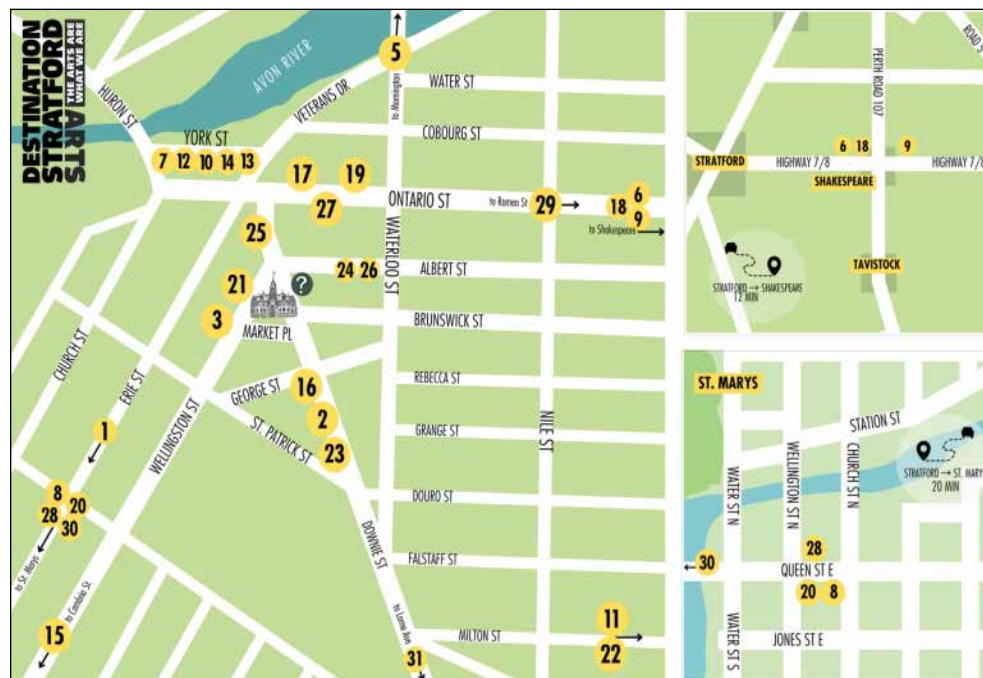 DESTINATION
STRATFORD
THE ARTS ARE
WHAT WE ARE
ARTS
AVON RIVER
HURON ST
YORK ST
VETERANS DR
5
to Mornington
WATER ST
COBOURG ST
7 12 10 14 13
17 19
27
ONTARIO ST
to Romeo St
29
18 6
9
to Shakespeare
25
WATERLOO ST
24 26
ALBERT ST
21
?
3
MARKET PL
BRUNSWICK ST
CHURCH ST
ERIE ST
WELLINGTON ST
GEORGE ST
16
REBECCA ST
2
ST. PATRICK ST
23
GRANGE ST
NILE ST
1
8
20
28
30
to St. Marys
DOURO ST
DOWNIE ST
FALSTAFF ST
to Cambria St.
15
to Lorne Ave
31
MILTON ST
11
22
ROAD
PERTH ROAD 107
6 18 9
STRATFORD
HIGHWAY 7/8
HIGHWAY 7/8
SHAKESPEARE
TAVISTOCK
STRATFORD → SHAKESPEARE
12 MIN
ST. MARYS
STATION ST
STRATFORD → ST. MARY
20 MIN
WATER ST N
WELLINGTON ST N
CHURCH ST N
28
30
QUEEN ST E
20 8
WATER ST S
JONES ST E